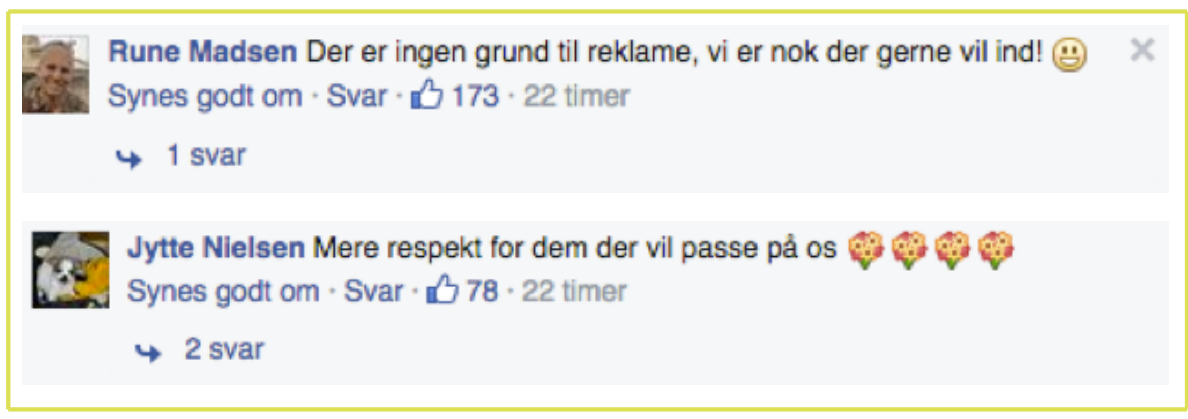 Rune Madsen Der er ingen grund til reklame, vi er nok der gerne vil ind! 😃
Synes godt om · Svar · 173 · 22 timer
1 svar
Jytte Nielsen Mere respekt for dem der vil passe på os 💐💐💐💐
Synes godt om · Svar · 78 · 22 timer
2 svar